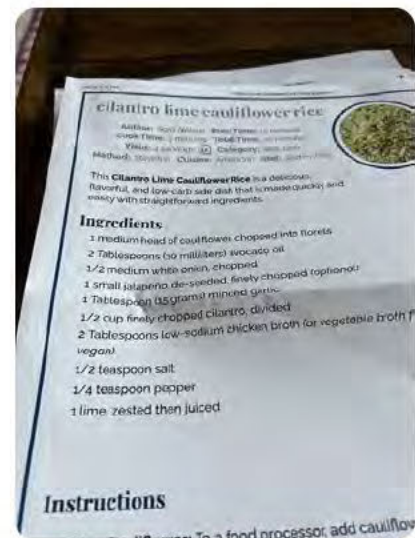 cilantro lime cauliflower rice
Method: Cuisine:
This Cilantro Lime Cauliflower Rice is a delicious,
flavorful, and low-carb side dish that is made quickly and
easily with straightforward ingredients.
Ingredients
1 medium head of cauliflower chopped into florets
2 Tablespoons (30 milliliters) avocado oil
1/2 medium white onion, chopped
1 small jalapeno de-seeded, finely chopped (optional)
1 Tablespoon (15 grams) minced garlic
1/2 cup finely chopped cilantro, divided
2 Tablespoons low-sodium chicken broth (or vegetable broth f
vegan)
1/2 teaspoon salt
1/4 teaspoon pepper
1 lime, zested then juiced
Instructions
To a food processor, add cauliflow